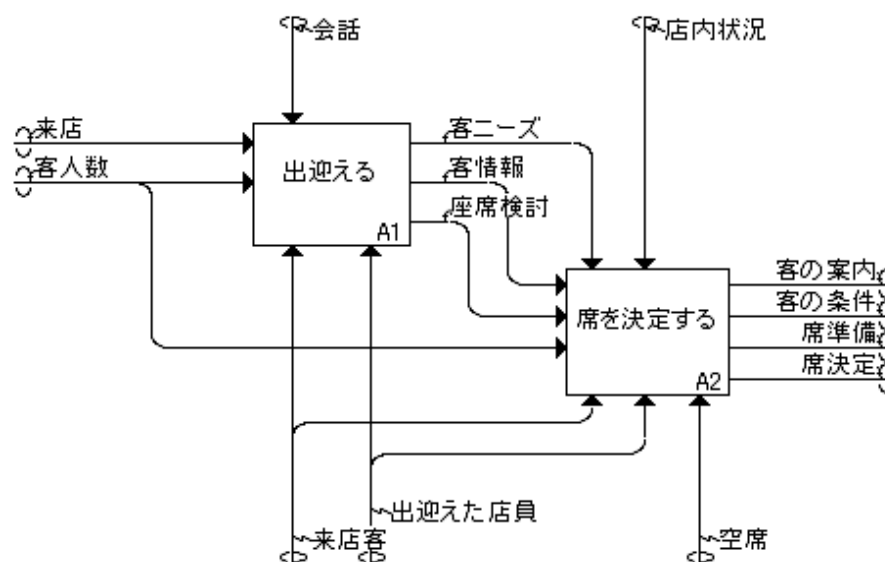 会話
店内状況
来店
客人数
出迎える
A1
客ニーズ
客情報
座席検討
席を決定する
A2
客の案内
客の条件
席準備
席決定
出迎えた店員
来店客
空席